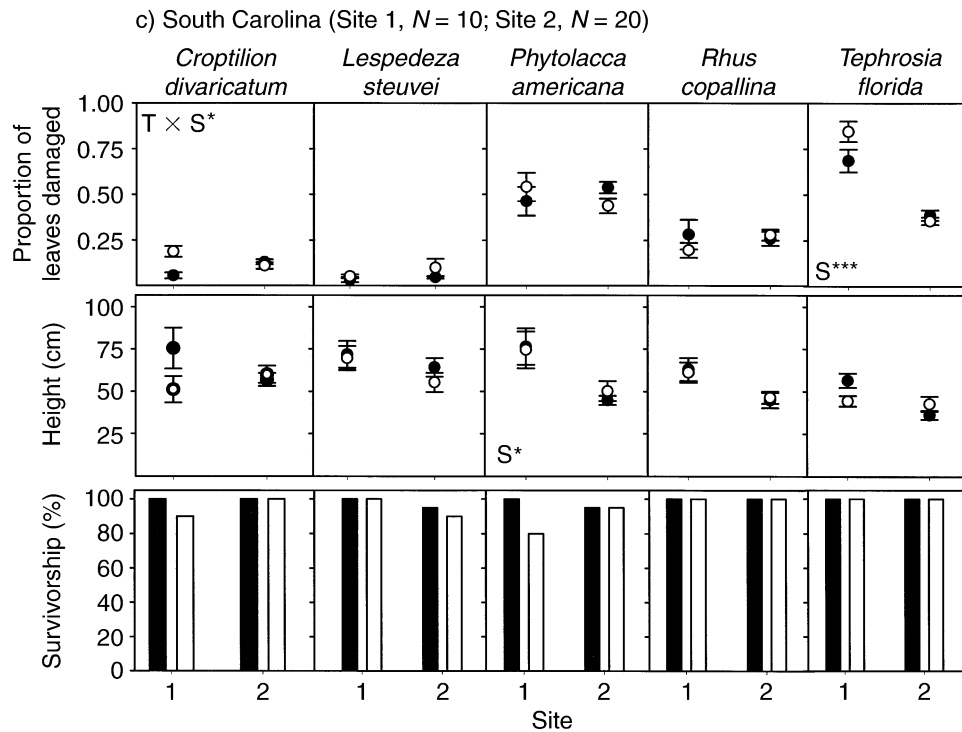 c) South Carolina (Site 1, N = 10; Site 2, N = 20)
Croptilion divaricatum
Lespedeza steuvei
Phytolacca americana
Rhus copallina
Tephrosia florida
Proportion of leaves damaged
1.00
0.75
0.50
0.25
T × S*
S***
Height (cm)
100
75
50
25
S*
Survivorship (%)
100
80
60
40
20
0
1 2 1 2 1 2 1 2 1 2
Site